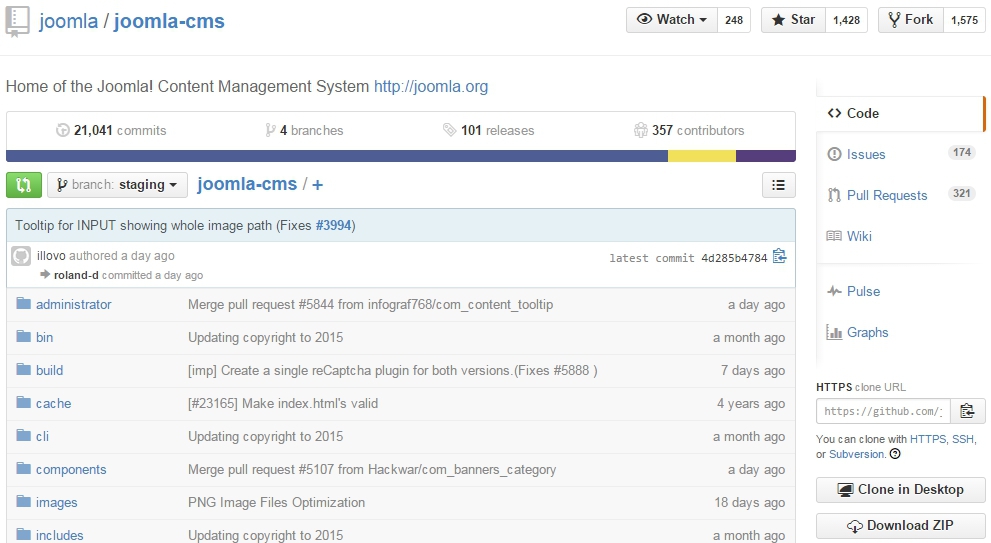 joomla / joomla-cms
Watch 248 Star 1,428 Fork 1,575
Home of the Joomla! Content Management System http://joomla.org
21,041 commits 4 branches 101 releases 357 contributors
branch: staging joomla-cms / +
Tooltip for INPUT showing whole image path (Fixes #3994)
illovo authored a day ago
roland-d committed a day ago
latest commit 4d285b4784
administrator Merge pull request #5844 from infograf768/com_content_tooltip a day ago
bin Updating copyright to 2015 a month ago
build [imp] Create a single reCaptcha plugin for both versions.(Fixes #5888 ) 7 days ago
cache [#23165] Make index.html's valid 4 years ago
cli Updating copyright to 2015 a month ago
components Merge pull request #5107 from Hackwar/com_banners_category a day ago
images PNG Image Files Optimization 18 days ago
includes Updating copyright to 2015 a month ago
Code
Issues 174
Pull Requests 321
Wiki
Pulse
Graphs
HTTPS clone URL
https://github.com/j
You can clone with HTTPS, SSH,
or Subversion.
Clone in Desktop
Download ZIP